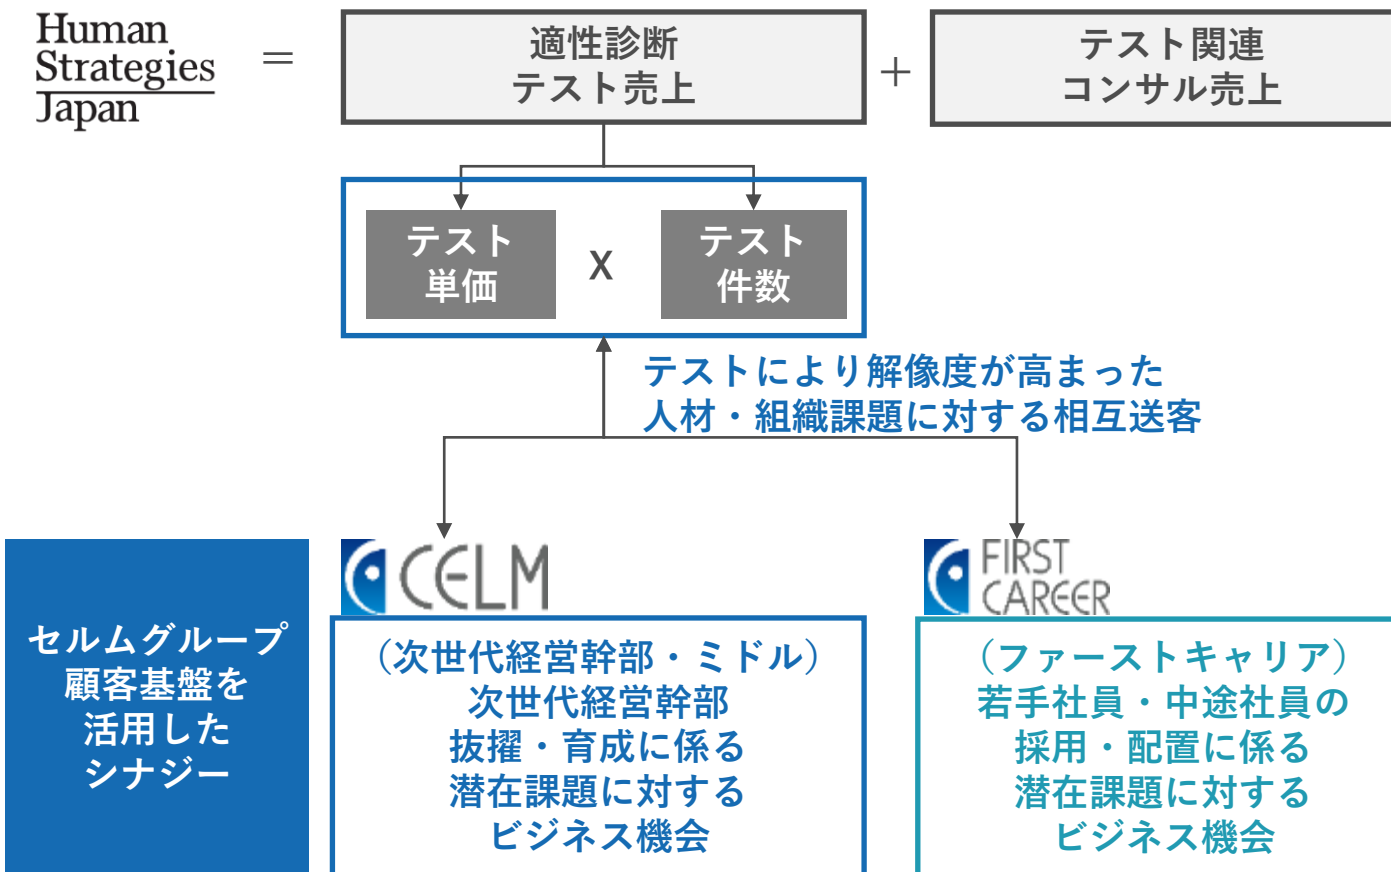 Human
Strategies
Japan
=
適性診断
テスト売上
+
テスト関連
コンサル売上
テスト
単価
X
テスト
件数
テストにより解像度が高まった
人材・組織課題に対する相互送客
セルムグループ
顧客基盤を
活用した
シナジー
CELM
(次世代経営幹部・ミドル)
次世代経営幹部
抜擢・育成に係る
潜在課題に対する
ビジネス機会
FIRST
CAREER
(ファーストキャリア)
若手社員・中途社員の
採用・配置に係る
潜在課題に対する
ビジネス機会